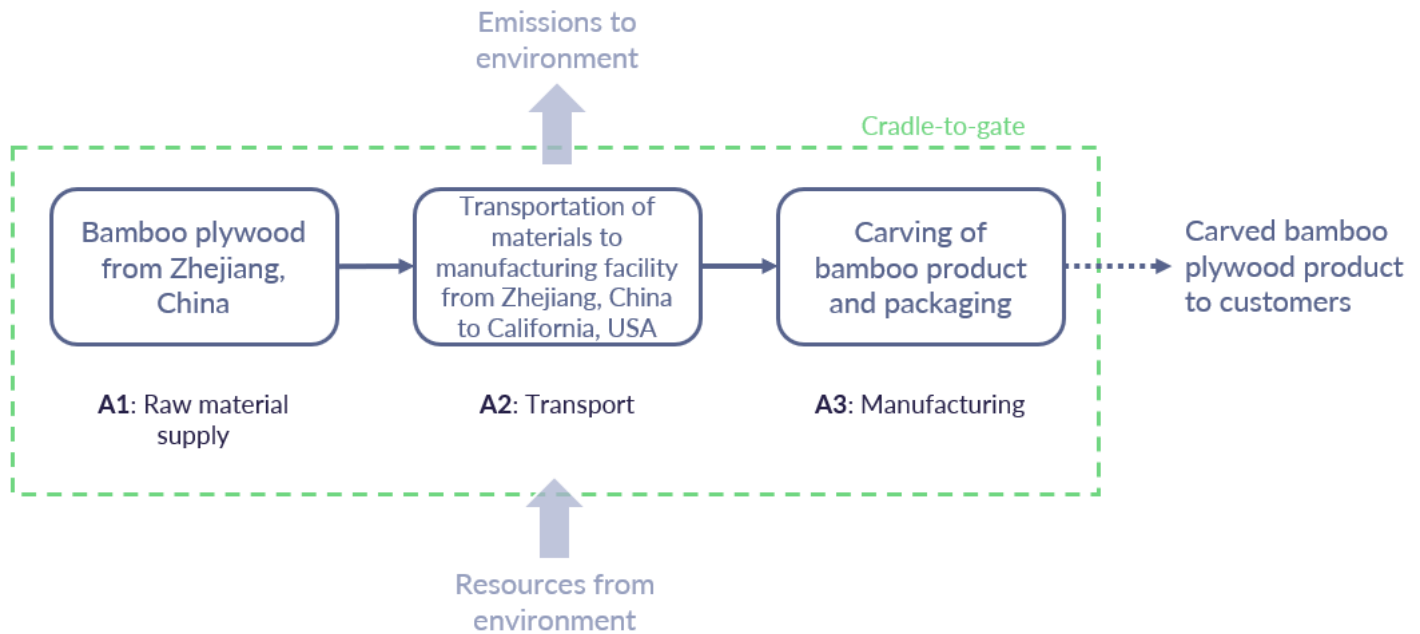 Emissions to
environment
Cradle-to-gate
Bamboo plywood
from Zhejiang,
China
Transportation of
materials to
manufacturing facility
from Zhejiang, China
to California, USA
Carving of
bamboo product
and packaging
Carved bamboo
plywood product
to customers
A1: Raw material
supply
A2: Transport
A3: Manufacturing
Resources from
environment